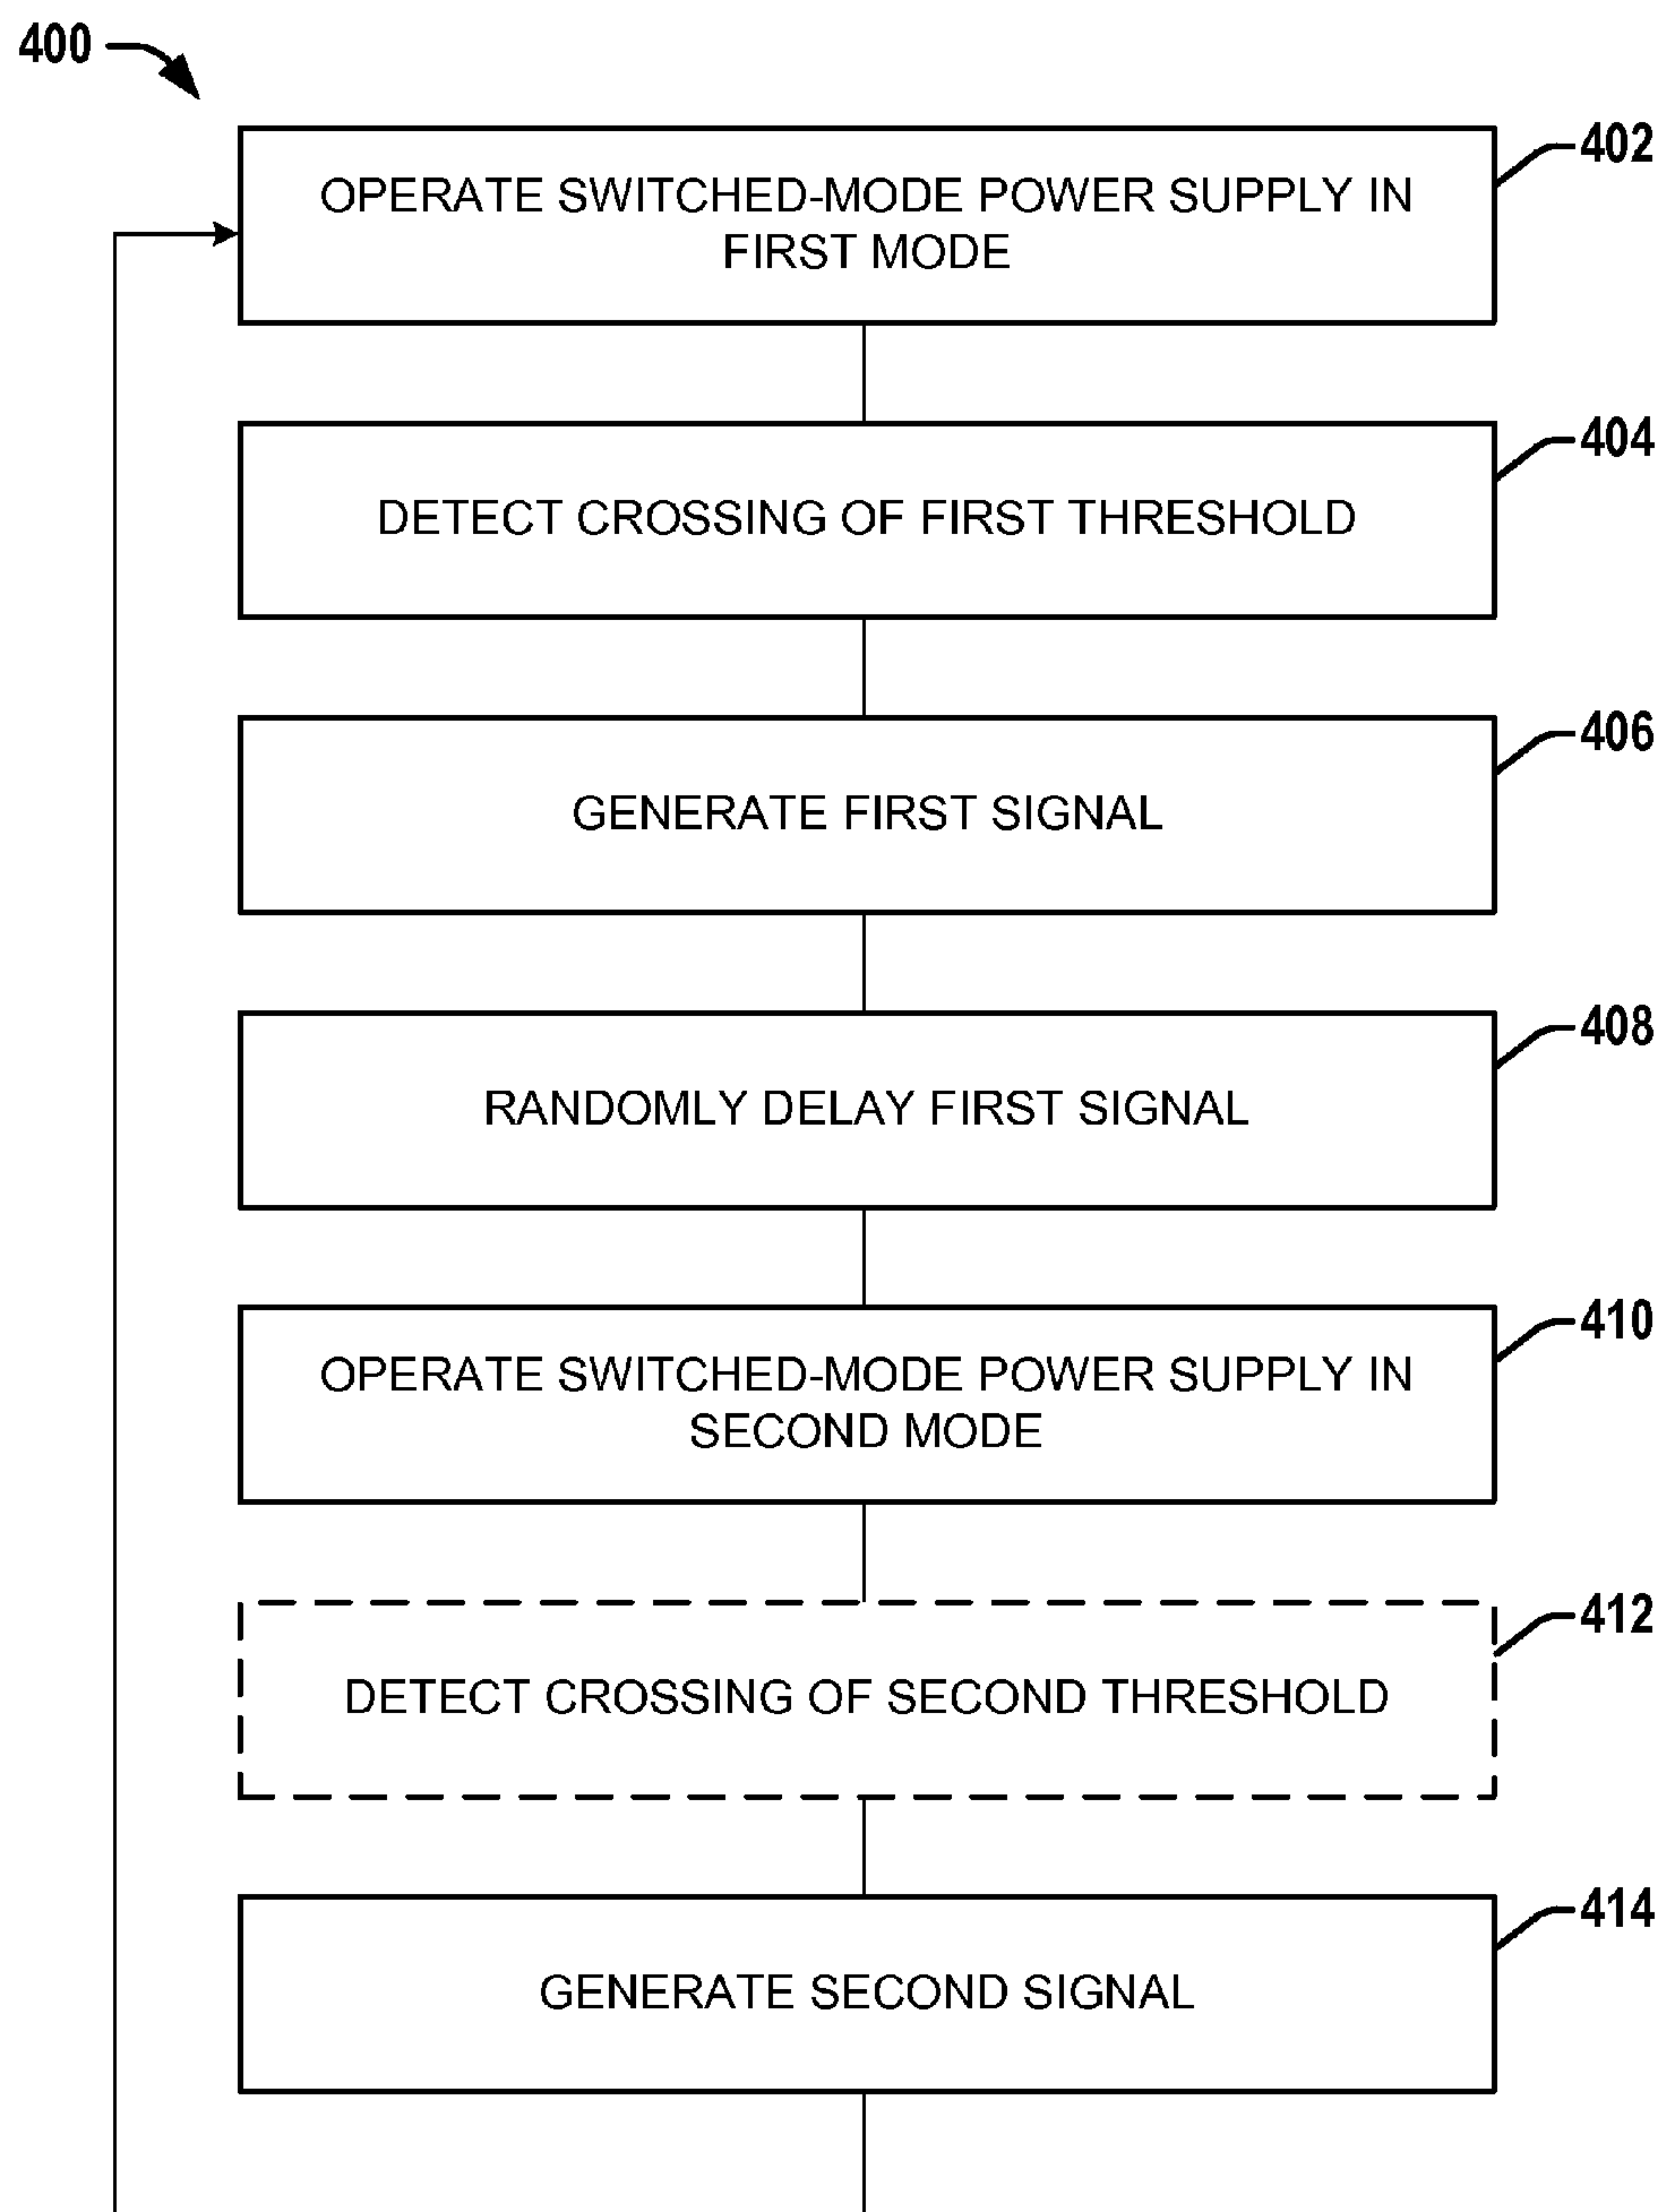 400
402
OPERATE SWITCHED-MODE POWER SUPPLY IN
FIRST MODE
404
DETECT CROSSING OF FIRST THRESHOLD
406
GENERATE FIRST SIGNAL
408
RANDOMLY DELAY FIRST SIGNAL
410
OPERATE SWITCHED-MODE POWER SUPPLY IN
SECOND MODE
412
DETECT CROSSING OF SECOND THRESHOLD
414
GENERATE SECOND SIGNAL